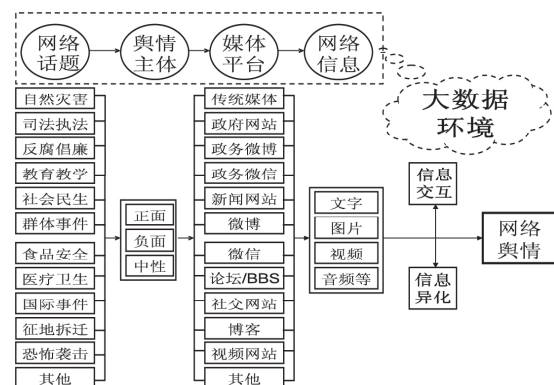 网络
话题
舆情
主体
媒体
平台
网络
信息
大数据
环境
自然灾害
司法执法
反腐倡廉
教育教学
社会民生
群体事件
食品安全
医疗卫生
国际事件
征地拆迁
恐怖袭击
其他
正面
负面
中性
传统媒体
政府网站
政务微博
政务微信
新闻网站
微博
微信
论坛/BBS
社交网站
博客
视频网站
其他
文字
图片
视频
音频等
信息
交互
信息
异化
网络
舆情